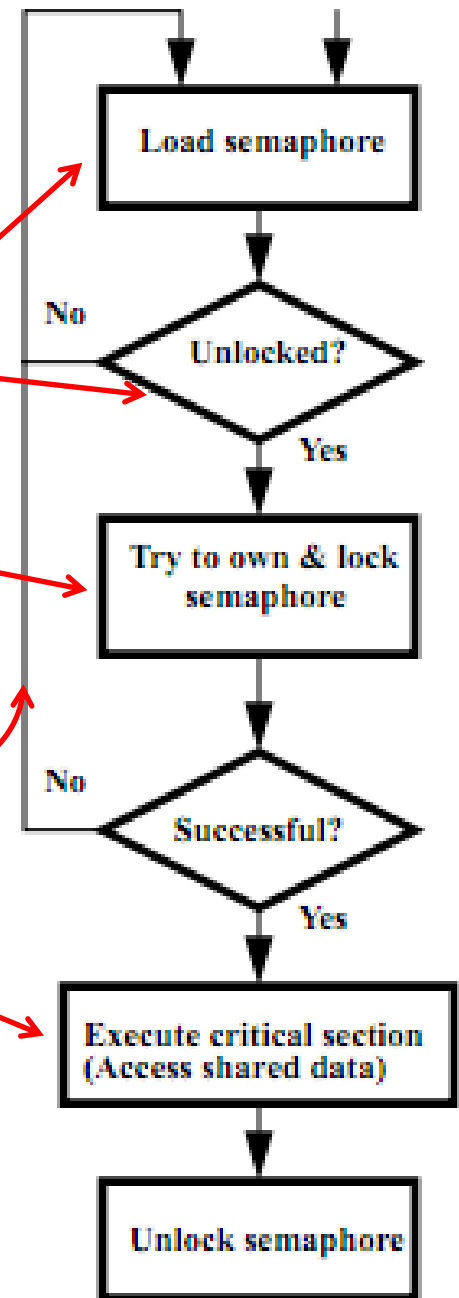 Load semaphore
No
Unlocked?
Yes
Try to own & lock
semaphore
No
Successful?
Yes
Execute critical section
(Access shared data)
Unlock semaphore